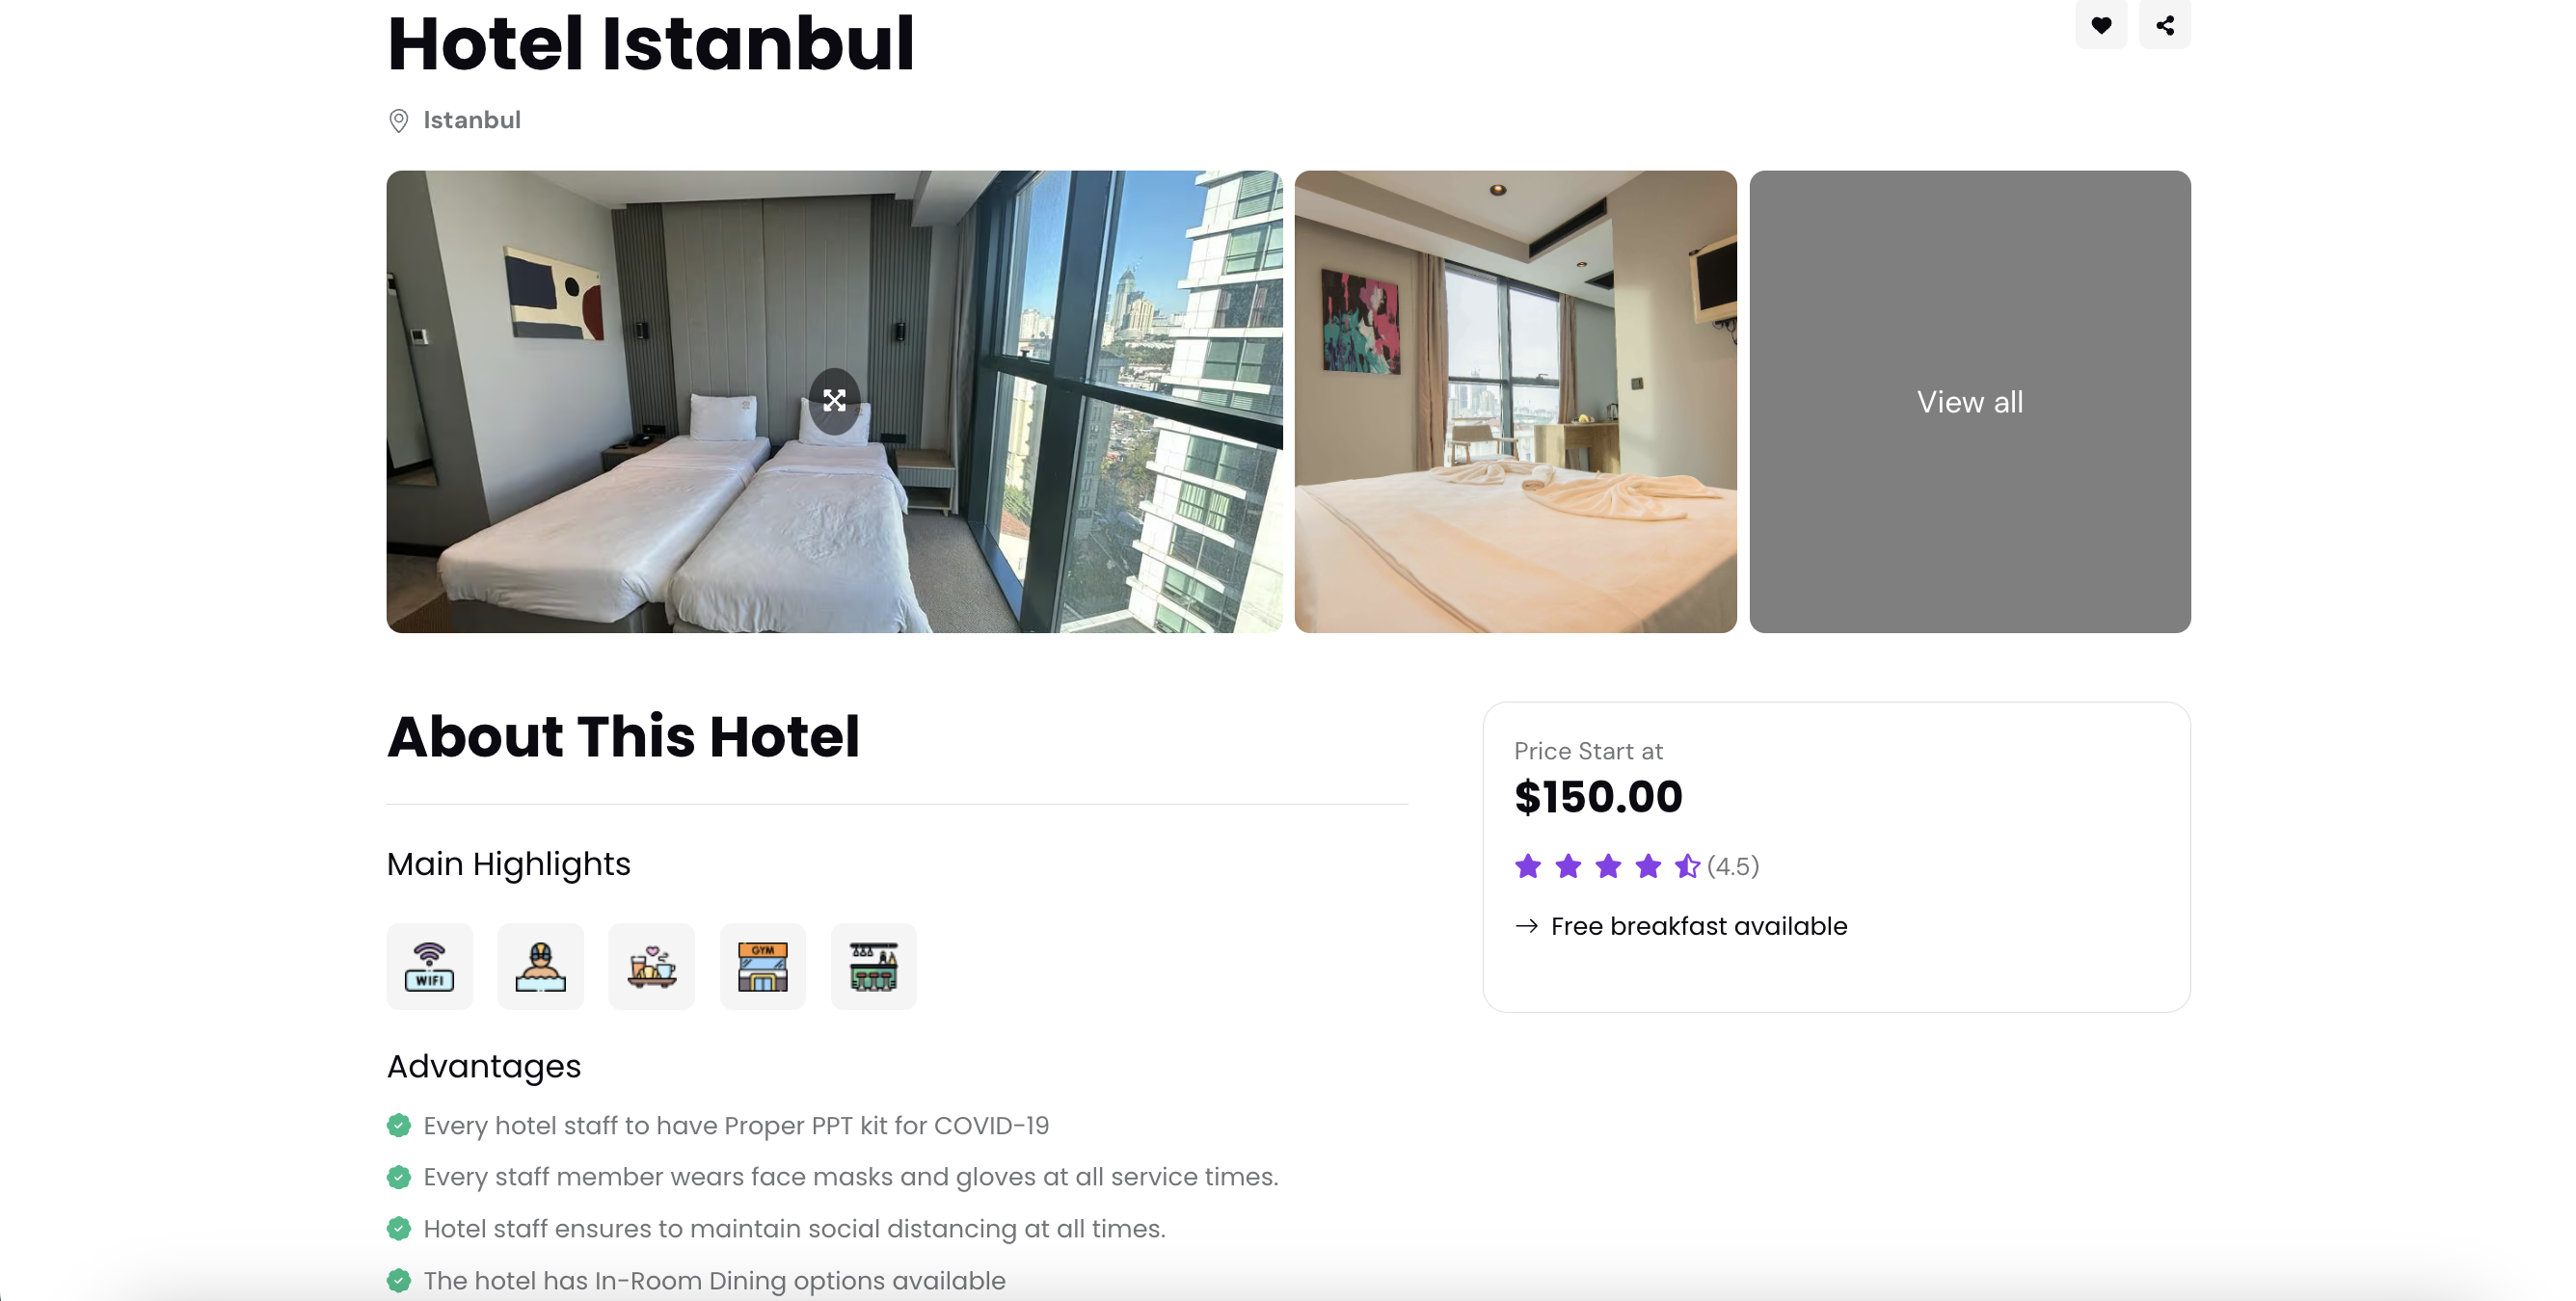 Hotel Istanbul
Istanbul
View all
About This Hotel
Price Start at
$150.00
(4.5)
Free breakfast available
Main Highlights
WIFI
GYM
Advantages
Every hotel staff to have Proper PPT kit for COVID-19
Every staff member wears face masks and gloves at all service times.
Hotel staff ensures to maintain social distancing at all times.
The hotel has In-Room Dining options available